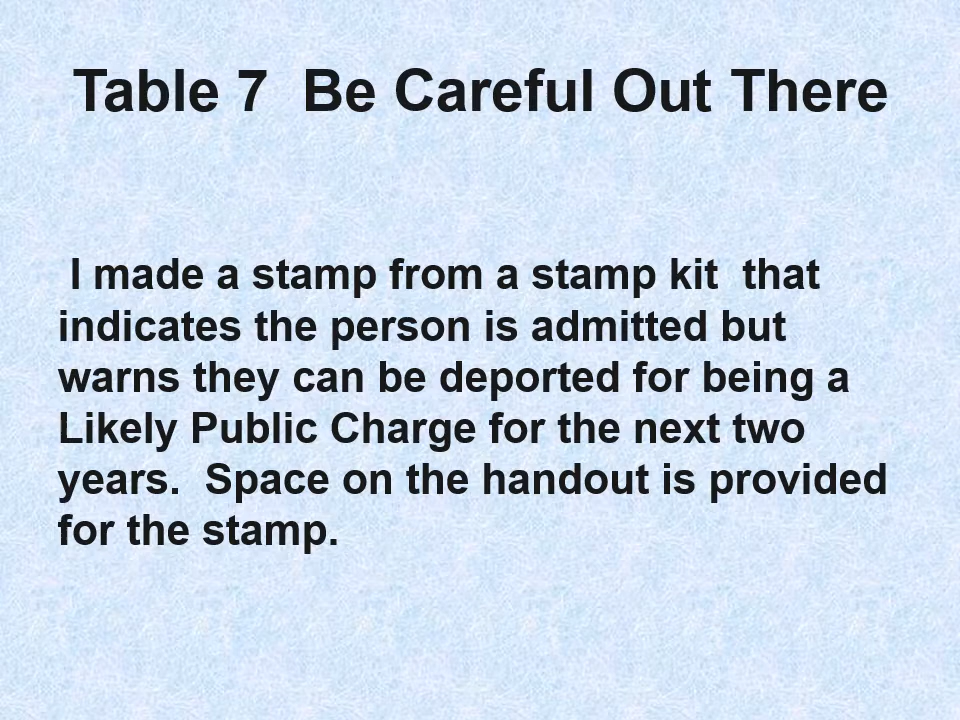 Table 7  Be Careful Out There
I made a stamp from a stamp kit  that
indicates the person is admitted but
warns they can be deported for being a
Likely Public Charge for the next two
years.  Space on the handout is provided
for the stamp.